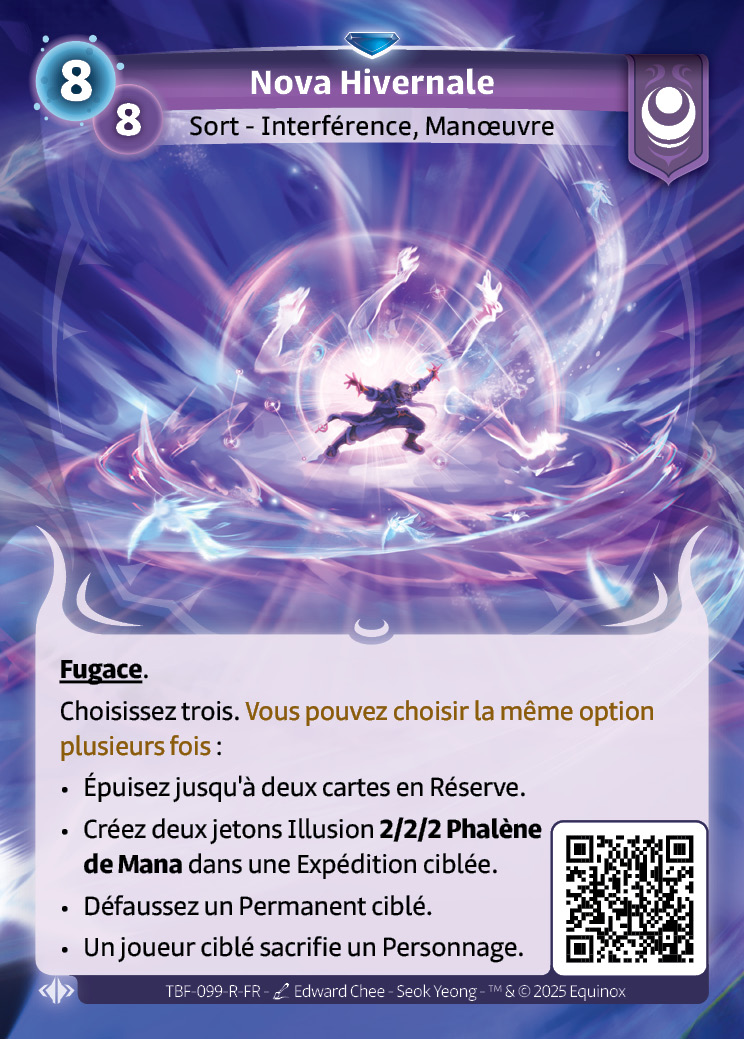 8
Nova Hivernale
8
Sort - Interférence, Manœuvre
Fugace.
Choisissez trois. Vous pouvez choisir la même option
plusieurs fois :
• Épuisez jusqu'à deux cartes en Réserve.
• Créez deux jetons Illusion 2/2/2 Phalène
de Mana dans une Expédition ciblée.
• Défaussez un Permanent ciblé.
• Un joueur ciblé sacrifie un Personnage.
TBF-099-R-FR - Edward Chee - Seok Yeong - ™ & © 2025 Equinox